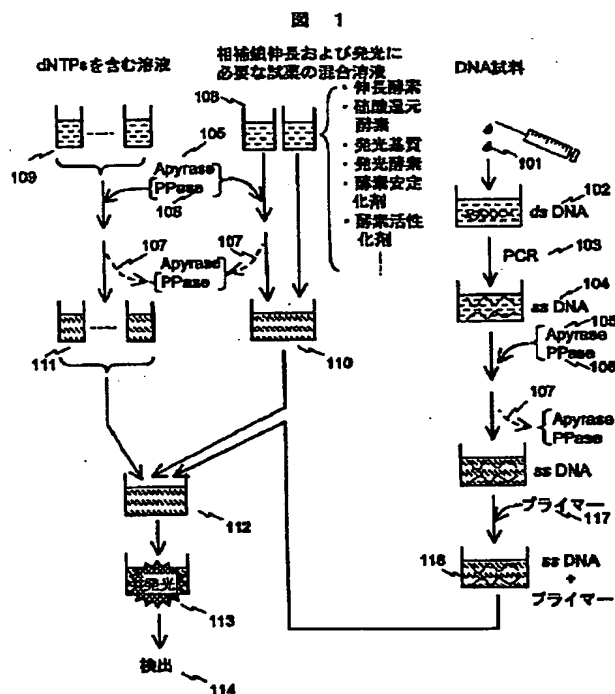 図 1
dNTPsを含む溶液
109
105
Apyrase
PPase
106
107
Apyrase
PPase
111
相補鎖伸長および発光に
必要な試薬の混合溶液
108
・伸長酵素
・硫酸還元
酵素
・発光基質
・発光酵素
・酵素安定
化剤
・酵素活性
化剤
107
110
112
発光
113
検出
114
DNA試料
101
102
ds DNA
PCR
103
104
ss DNA
105
Apyrase
PPase
106
107
Apyrase
PPase
ss DNA
プライマー
117
116
ss DNA
+
プライマー